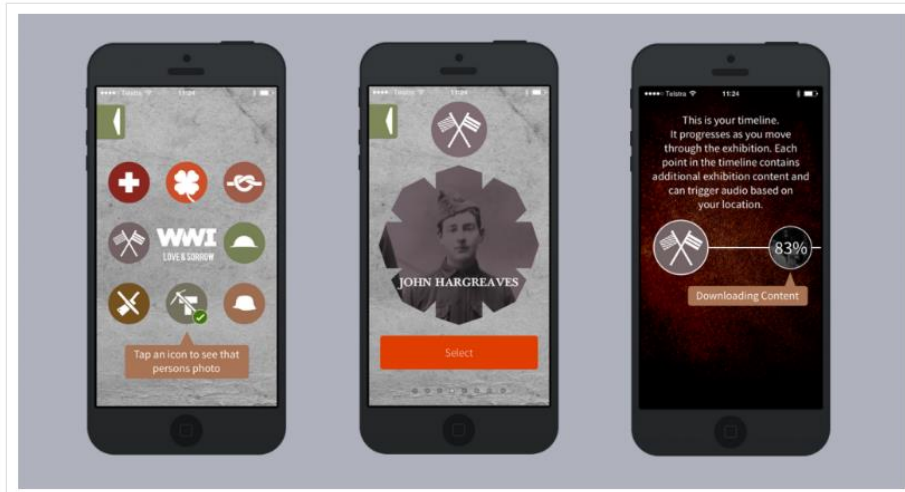 Telstra
11:24
WWI
LOVE & SORROW
Tap an icon to see that
persons photo
Telstra
11:24
JOHN HARGREAVES
Select
Telstra
11:24
This is your timeline.
It progresses as you move
through the exhibition. Each
point in the timeline contains
additional exhibition content and
can trigger audio based on
your location.
83%
Downloading Content